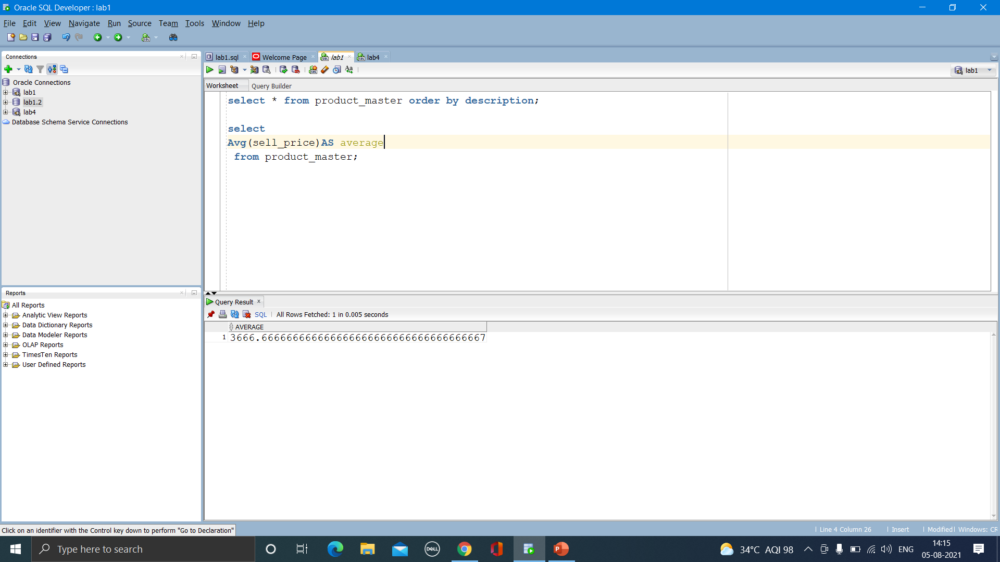 Oracle SQL Developer : lab1
File Edit View Navigate Run Source Team Tools Window Help
Connections
Oracle Connections
lab1
lab1.2
lab4
Database Schema Service Connections
Reports
All Reports
Analytic View Reports
Data Dictionary Reports
Data Modeler Reports
OLAP Reports
TimesTen Reports
User Defined Reports
lab1.sql Welcome Page lab1 lab4
lab1
Worksheet Query Builder
select * from product_master order by description;
select
Avg(sell_price)AS average
from product_master;
Query Result
SQL All Rows Fetched: 1 in 0.005 seconds
AVERAGE
1 3666.666666666666666666666666666666666667
Click on an identifier with the Control key down to perform "Go to Declaration"
Line 4 Column 26 Insert Modified Windows: CR
Type here to search
DELL
34°C AQI 98 ENG
14:15
05-08-2021